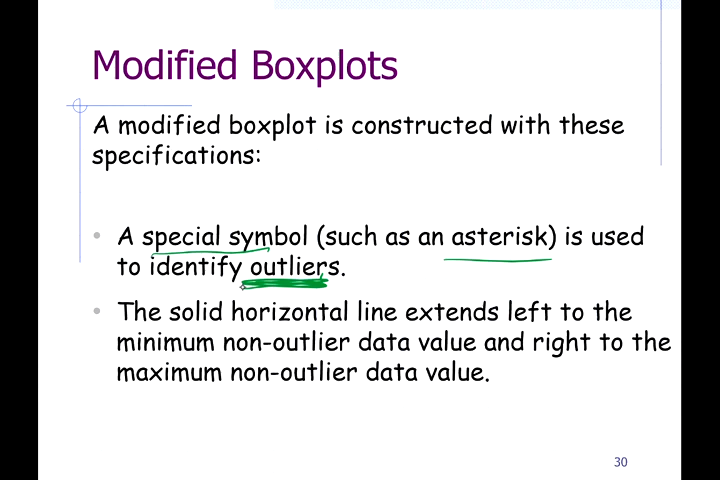 Modified Boxplots
A modified boxplot is constructed with these
specifications:
• A special symbol (such as an asterisk) is used
to identify outliers.
• The solid horizontal line extends left to the
minimum non-outlier data value and right to the
maximum non-outlier data value.
30